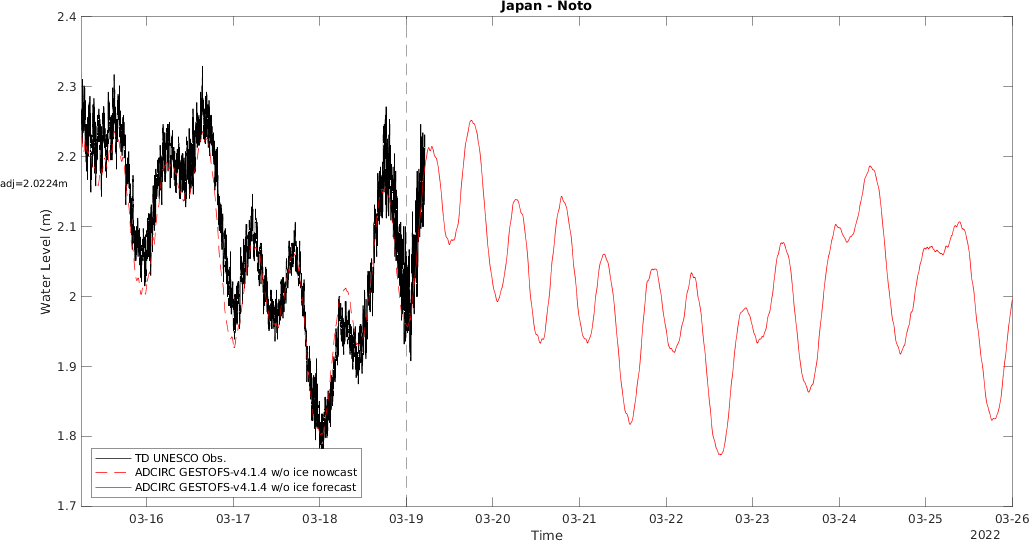 Japan - Noto
2.4
2.3
2.2
adj=2.0224m
2.1
2
1.9
1.8
1.7
Water Level (m)
TD UNESCO Obs.
ADCIRC GESTOFS-v4.1.4 w/o ice nowcast
ADCIRC GESTOFS-v4.1.4 w/o ice forecast
03-16 03-17 03-18 03-19 03-20 03-21 03-22 03-23 03-24 03-25 03-26
Time
2022